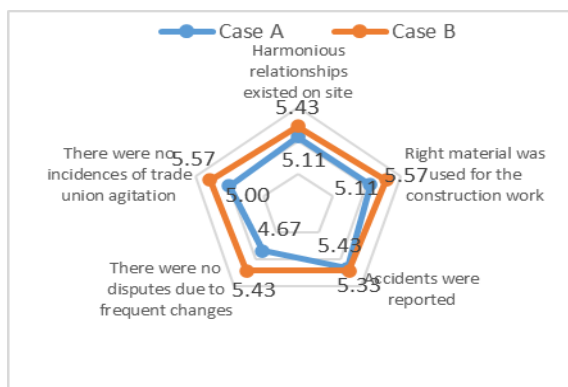 Case A
Case B
Harmonious
relationships
existed on site
5.43
There were no
incidences of trade
union agitation
5.57
5.11
Right material was
used for the
construction work
5.11
5.57
5.00
4.67
5.43
There were no
disputes due to
frequent changes
5.43
Accidents were
reported
5.33